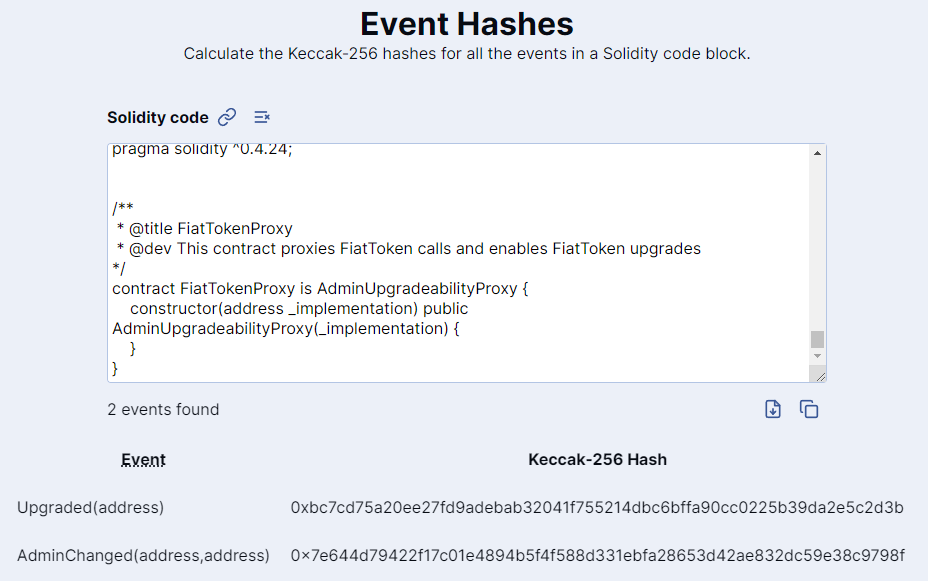 Event Hashes
Calculate the Keccak-256 hashes for all the events in a Solidity code block.
Solidity code
pragma solidity ^0.4.24;
/**
* @title FiatTokenProxy
* @dev This contract proxies FiatToken calls and enables FiatToken upgrades
*/
contract FiatTokenProxy is AdminUpgradeabilityProxy {
constructor(address _implementation) public
AdminUpgradeabilityProxy(_implementation) {
}
}
2 events found
Event Keccak-256 Hash
Upgraded(address) 0xbc7cd75a20ee27fd9adebab32041f755214dbc6bffa90cc0225b39da2e5c2d3b
AdminChanged(address,address) 0x7e644d79422f17c01e4894b5f4f588d331ebfa28653d42ae832dc59e38c9798f